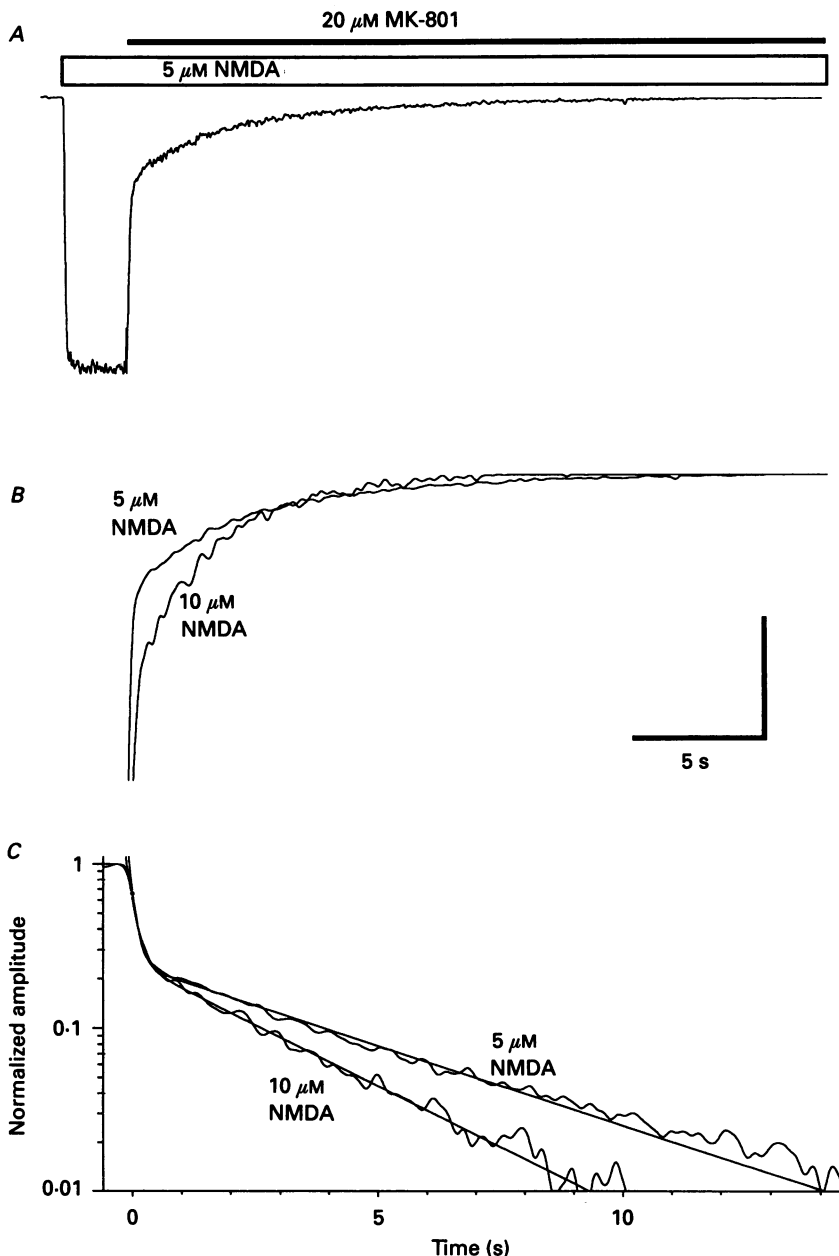 A
20 μM MK-801
5 μM NMDA
B
5 μM
NMDA
10 μM
NMDA
5 s
C
Normalized amplitude
1
0·1
0·01
5 μM
NMDA
10 μM
NMDA
0
5
10
Time (s)